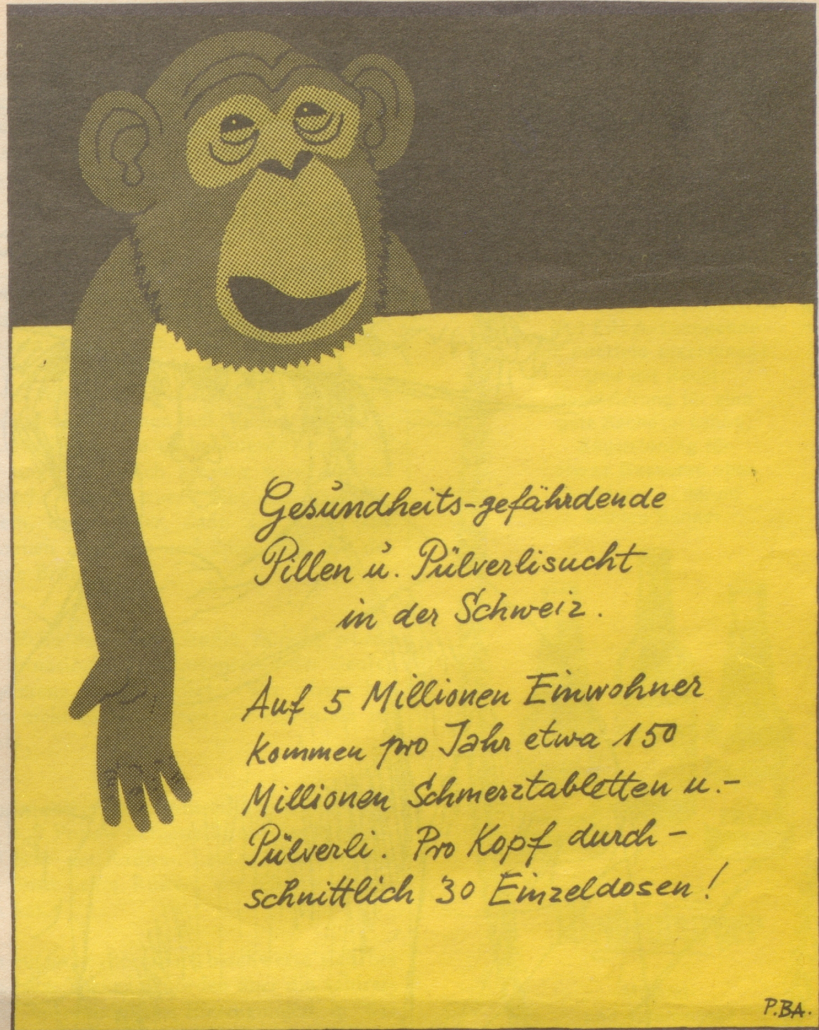 Gesundheits-gefährdende
Pillen u. Pülverlisucht
in der Schweiz.
Auf 5 Millionen Einwohner
kommen pro Jahr etwa 150
Millionen Schmerztabletten u.-
Pülverli. Pro Kopf durch-
schnittlich 30 Einzeldosen!
P.BA.